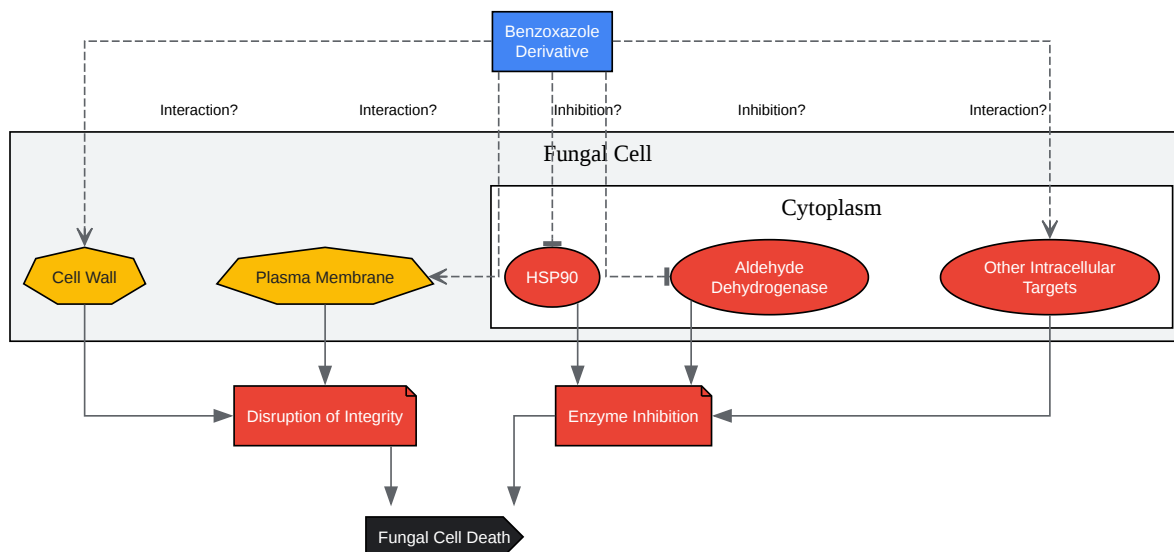 Benzoxazole
Derivative
Interaction?
Interaction?
Inhibition?
Inhibition?
Interaction?
Fungal Cell
Cytoplasm
Cell Wall
Plasma Membrane
HSP90
Aldehyde
Dehydrogenase
Other Intracellular
Targets
Disruption of Integrity
Enzyme Inhibition
Fungal Cell Death